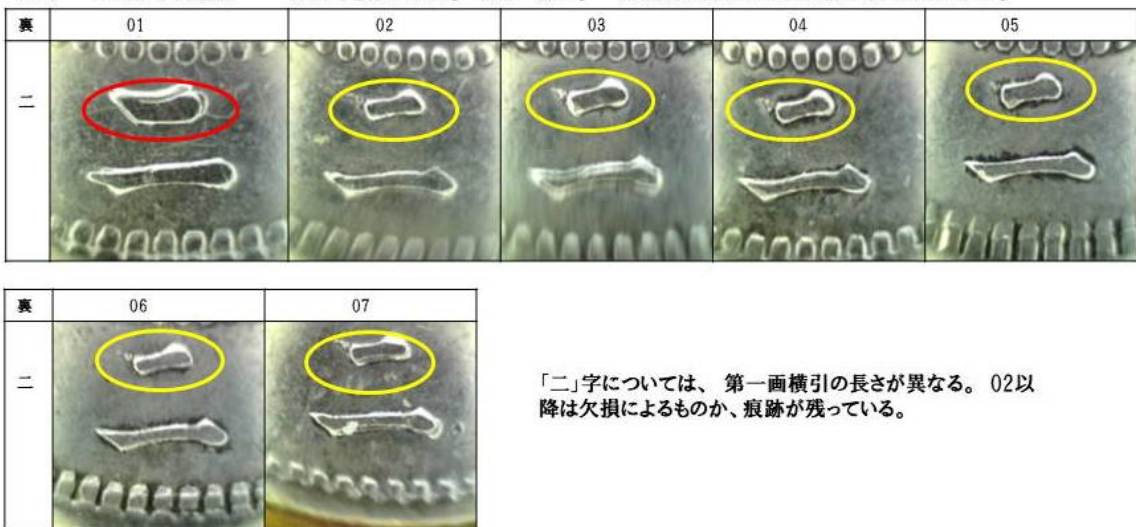 裏 01 02 03 04 05
二
裏 06 07
二
「二」字については、 第一画横引の長さが異なる。 02以
降は欠損によるものか、痕跡が残っている。